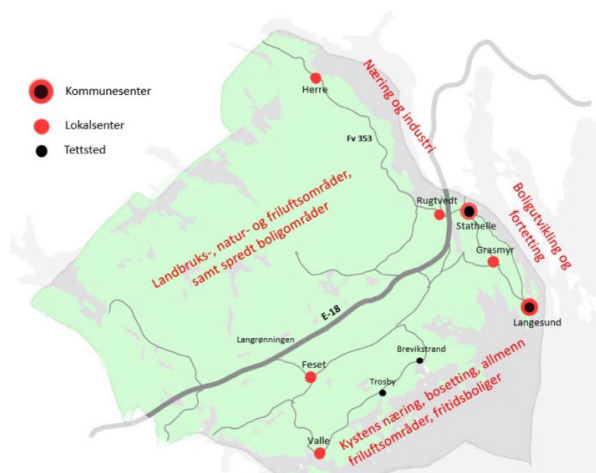 Kommunesenter
Lokalsenter
Tettsted
Herre
Næring og industri
Fv 353
Landbruks-, natur- og friluftsområder,
samt spredt boligområder
Rugtvedt
Stathelle
Grasmyr
Boligutvikling og
fortetting
Langesund
E-18
Langrønningen
Feset
Brevikstrand
Trosby
Valle
Kystens næring, bosetting, allmenn
friluftsområder, fritidsboliger